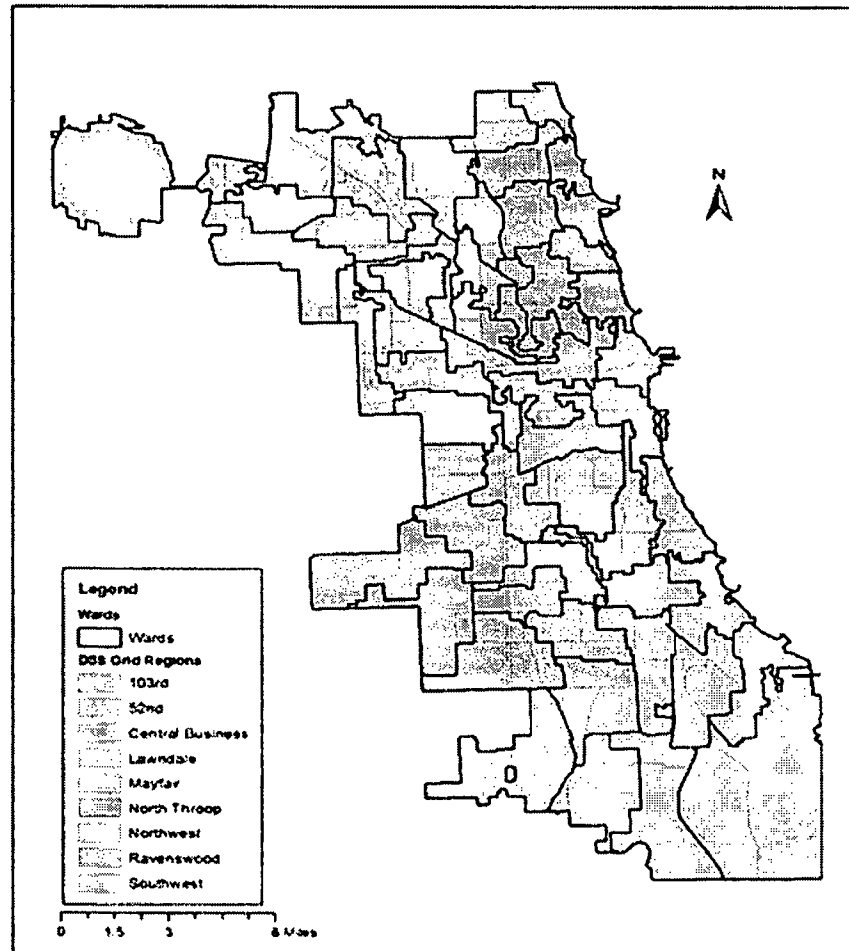 N
Legend
Wards
Wards
DSS Grid Regions
103rd
52nd
Central Business
Lawndale
Mayfair
North Throop
Northwest
Ravenswood
Southwest
0 1.5 3 6 Miles